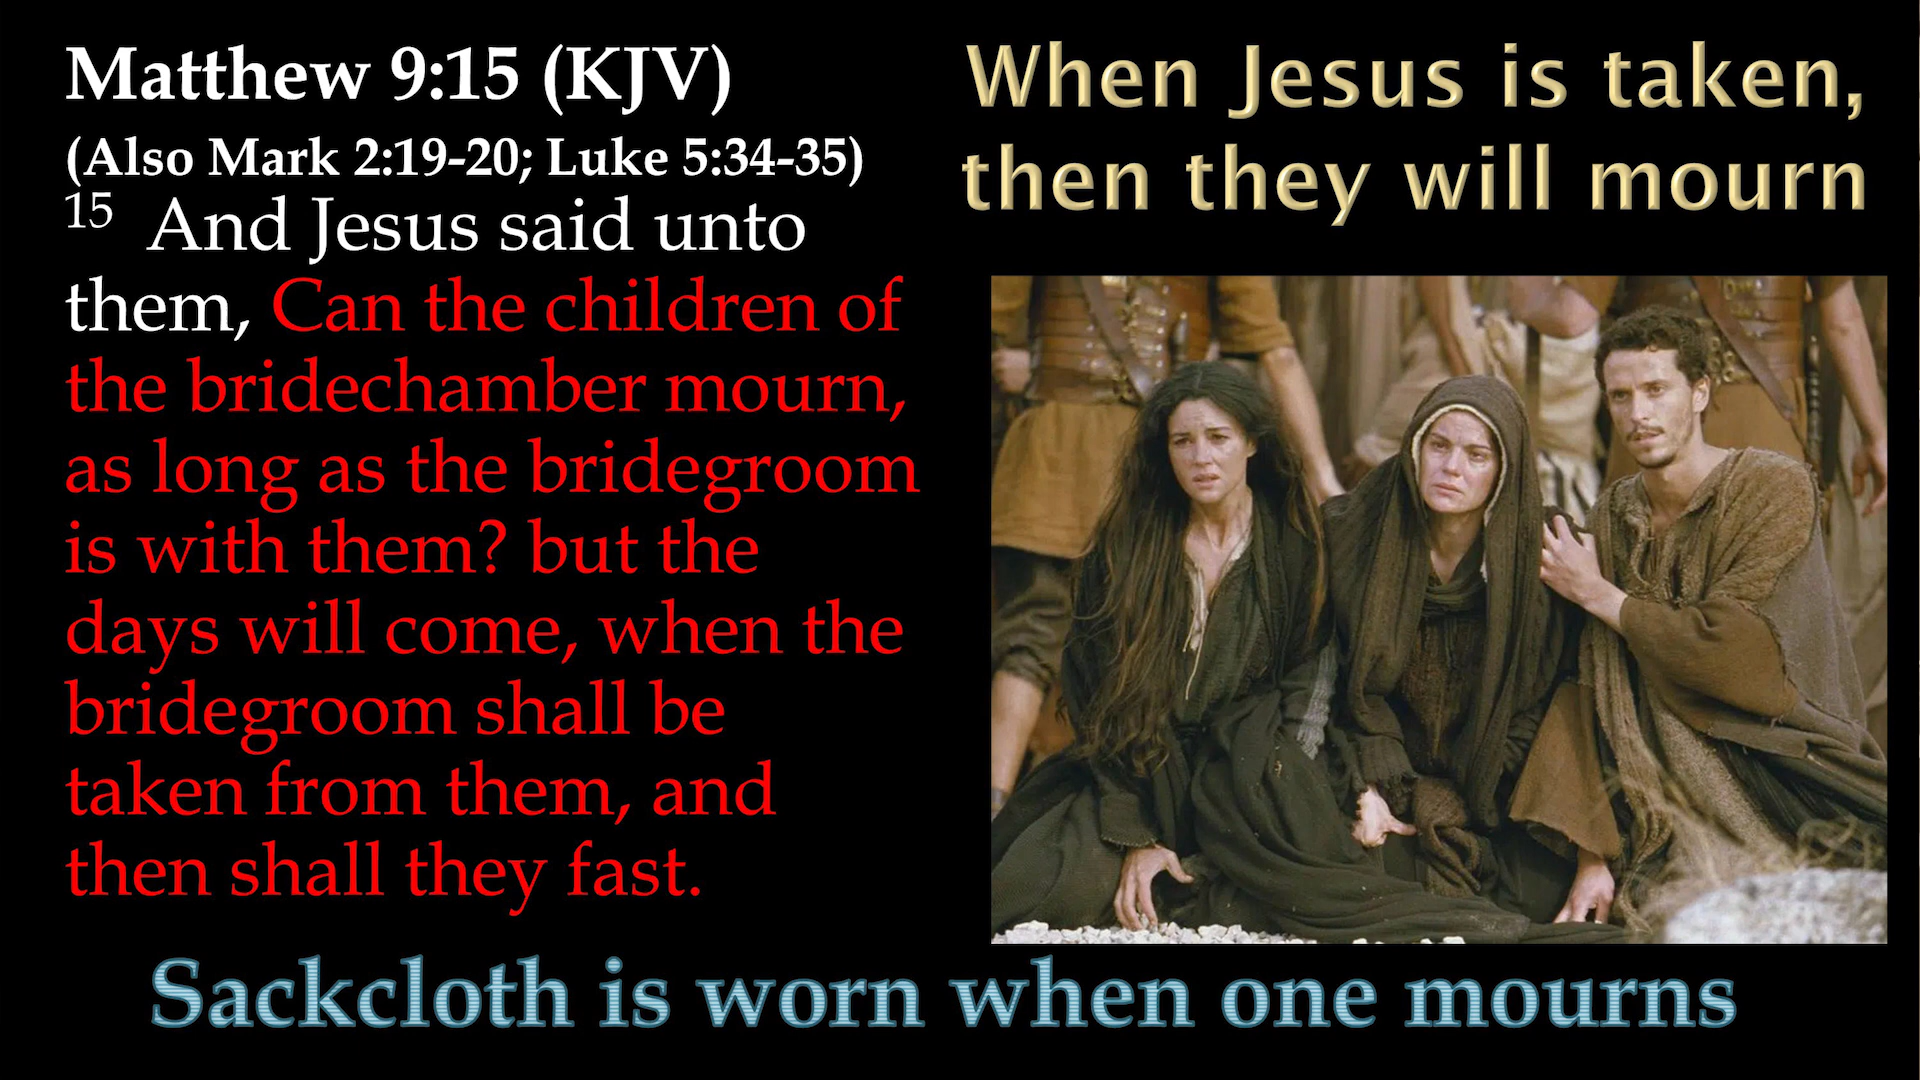 Matthew 9:15 (KJV)
(Also Mark 2:19-20; Luke 5:34-35)
15 And Jesus said unto
them, Can the children of
the bridechamber mourn,
as long as the bridegroom
is with them? but the
days will come, when the
bridegroom shall be
taken from them, and
then shall they fast.
When Jesus is taken,
then they will mourn
Sackcloth is worn when one mourns